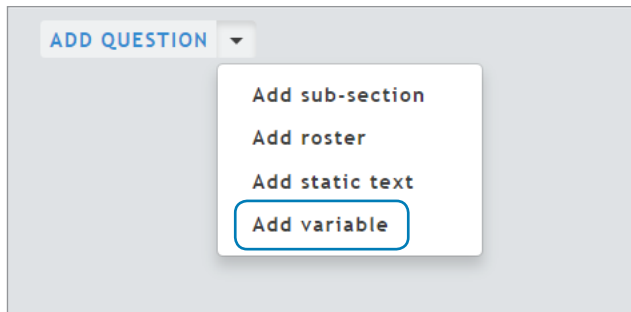 ADD QUESTION
Add sub-section
Add roster
Add static text
Add variable